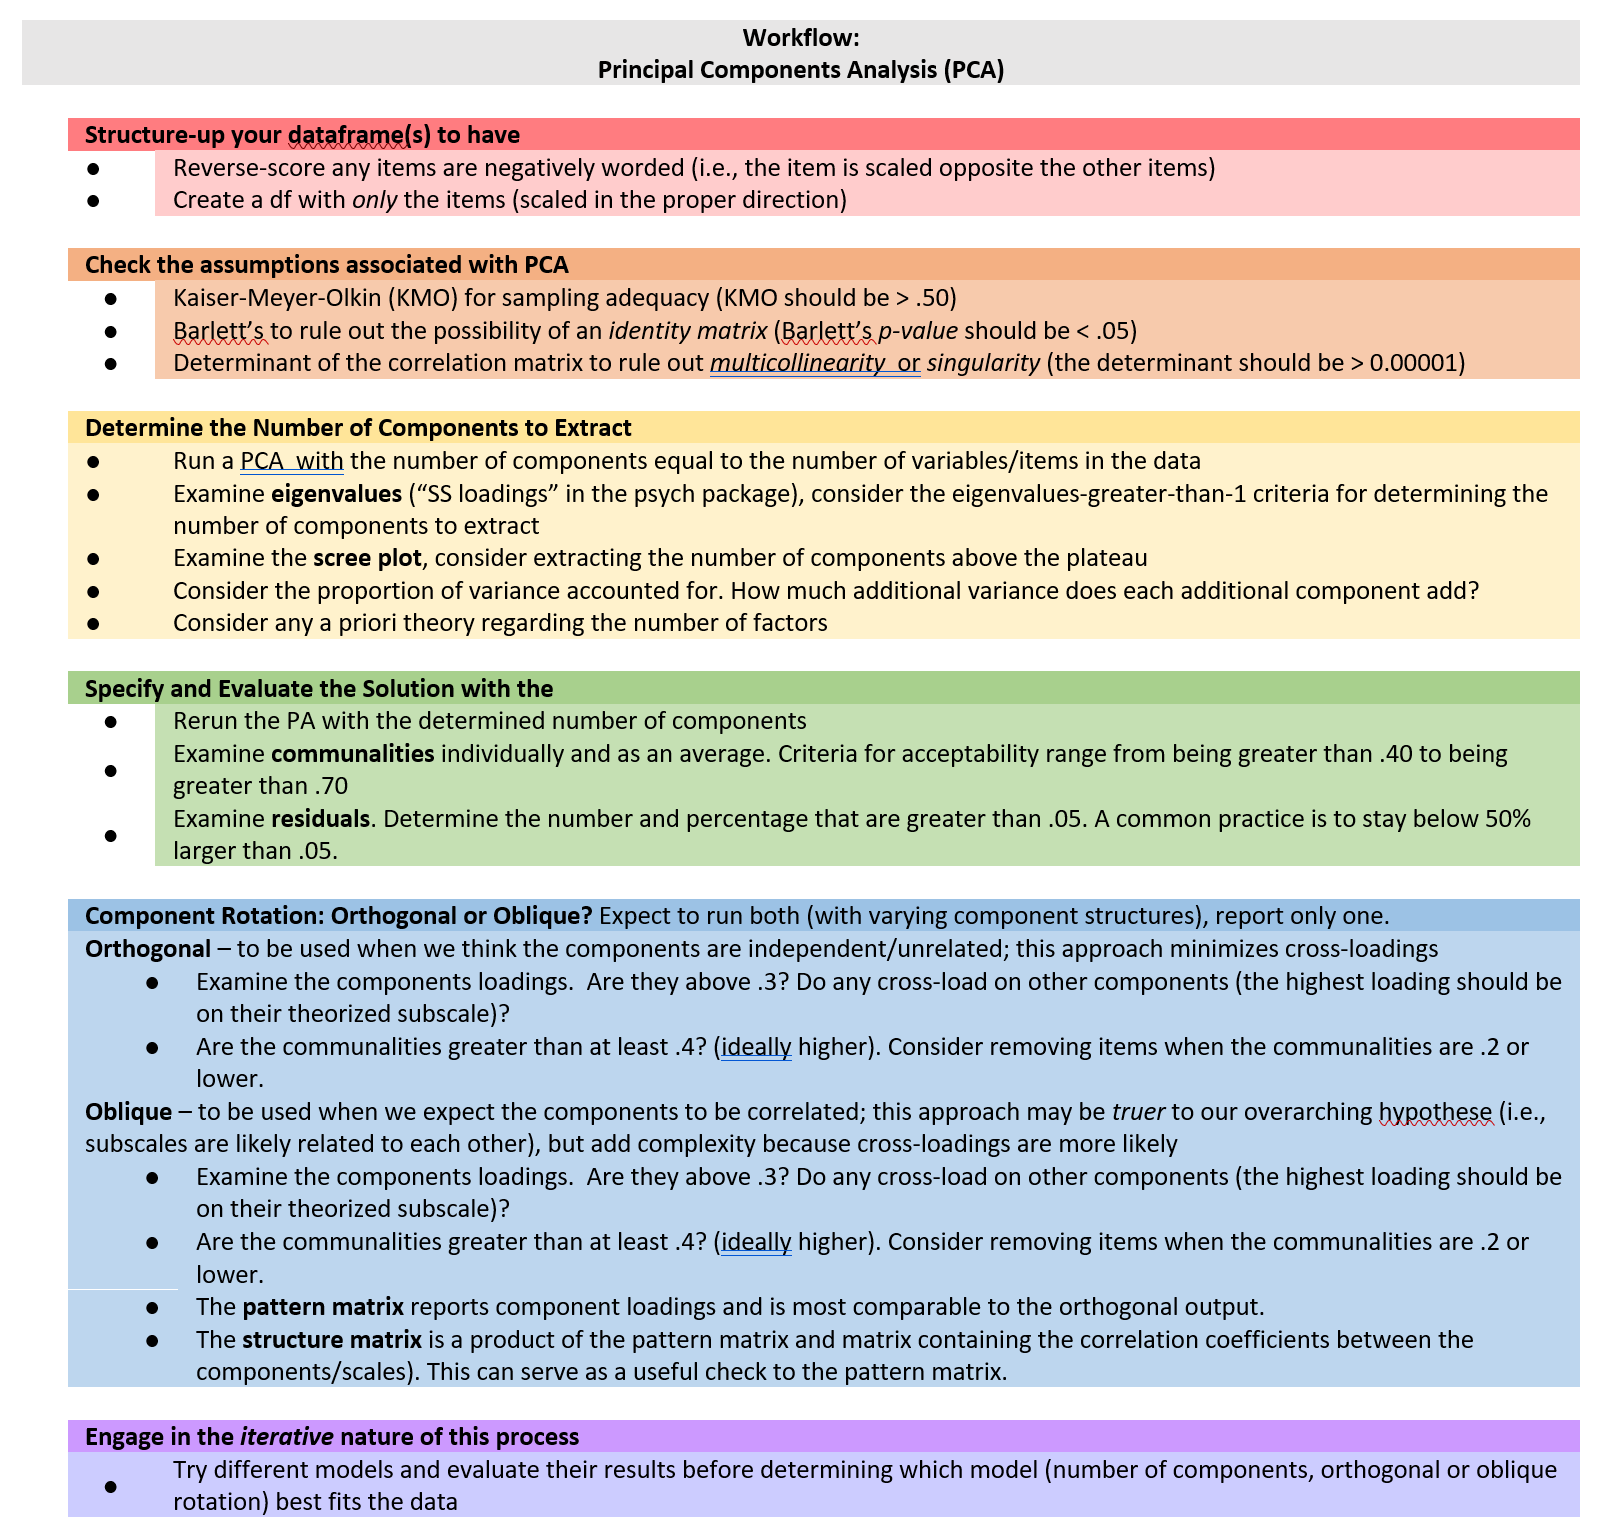 Workflow:
Principal Components Analysis (PCA)
Structure-up your dataframe(s) to have
● Reverse-score any items are negatively worded (i.e., the item is scaled opposite the other items)
● Create a df with only the items (scaled in the proper direction)
Check the assumptions associated with PCA
● Kaiser-Meyer-Olkin (KMO) for sampling adequacy (KMO should be > .50)
● Barlett’s to rule out the possibility of an identity matrix (Barlett’s p-value should be < .05)
● Determinant of the correlation matrix to rule out multicollinearity  or singularity (the determinant should be > 0.00001)
Determine the Number of Components to Extract
● Run a PCA  with the number of components equal to the number of variables/items in the data
● Examine eigenvalues (“SS loadings” in the psych package), consider the eigenvalues-greater-than-1 criteria for determining the
number of components to extract
● Examine the scree plot, consider extracting the number of components above the plateau
● Consider the proportion of variance accounted for. How much additional variance does each additional component add?
● Consider any a priori theory regarding the number of factors
Specify and Evaluate the Solution with the
● Rerun the PA with the determined number of components
● Examine communalities individually and as an average. Criteria for acceptability range from being greater than .40 to being
greater than .70
● Examine residuals. Determine the number and percentage that are greater than .05. A common practice is to stay below 50%
larger than .05.
Component Rotation: Orthogonal or Oblique? Expect to run both (with varying component structures), report only one.
Orthogonal – to be used when we think the components are independent/unrelated; this approach minimizes cross-loadings
● Examine the components loadings.  Are they above .3? Do any cross-load on other components (the highest loading should be
on their theorized subscale)?
● Are the communalities greater than at least .4? (ideally higher). Consider removing items when the communalities are .2 or
lower.
Oblique – to be used when we expect the components to be correlated; this approach may be truer to our overarching hypothese (i.e.,
subscales are likely related to each other), but add complexity because cross-loadings are more likely
● Examine the components loadings.  Are they above .3? Do any cross-load on other components (the highest loading should be
on their theorized subscale)?
● Are the communalities greater than at least .4? (ideally higher). Consider removing items when the communalities are .2 or
lower.
● The pattern matrix reports component loadings and is most comparable to the orthogonal output.
● The structure matrix is a product of the pattern matrix and matrix containing the correlation coefficients between the
components/scales). This can serve as a useful check to the pattern matrix.
Engage in the iterative nature of this process
● Try different models and evaluate their results before determining which model (number of components, orthogonal or oblique
rotation) best fits the data